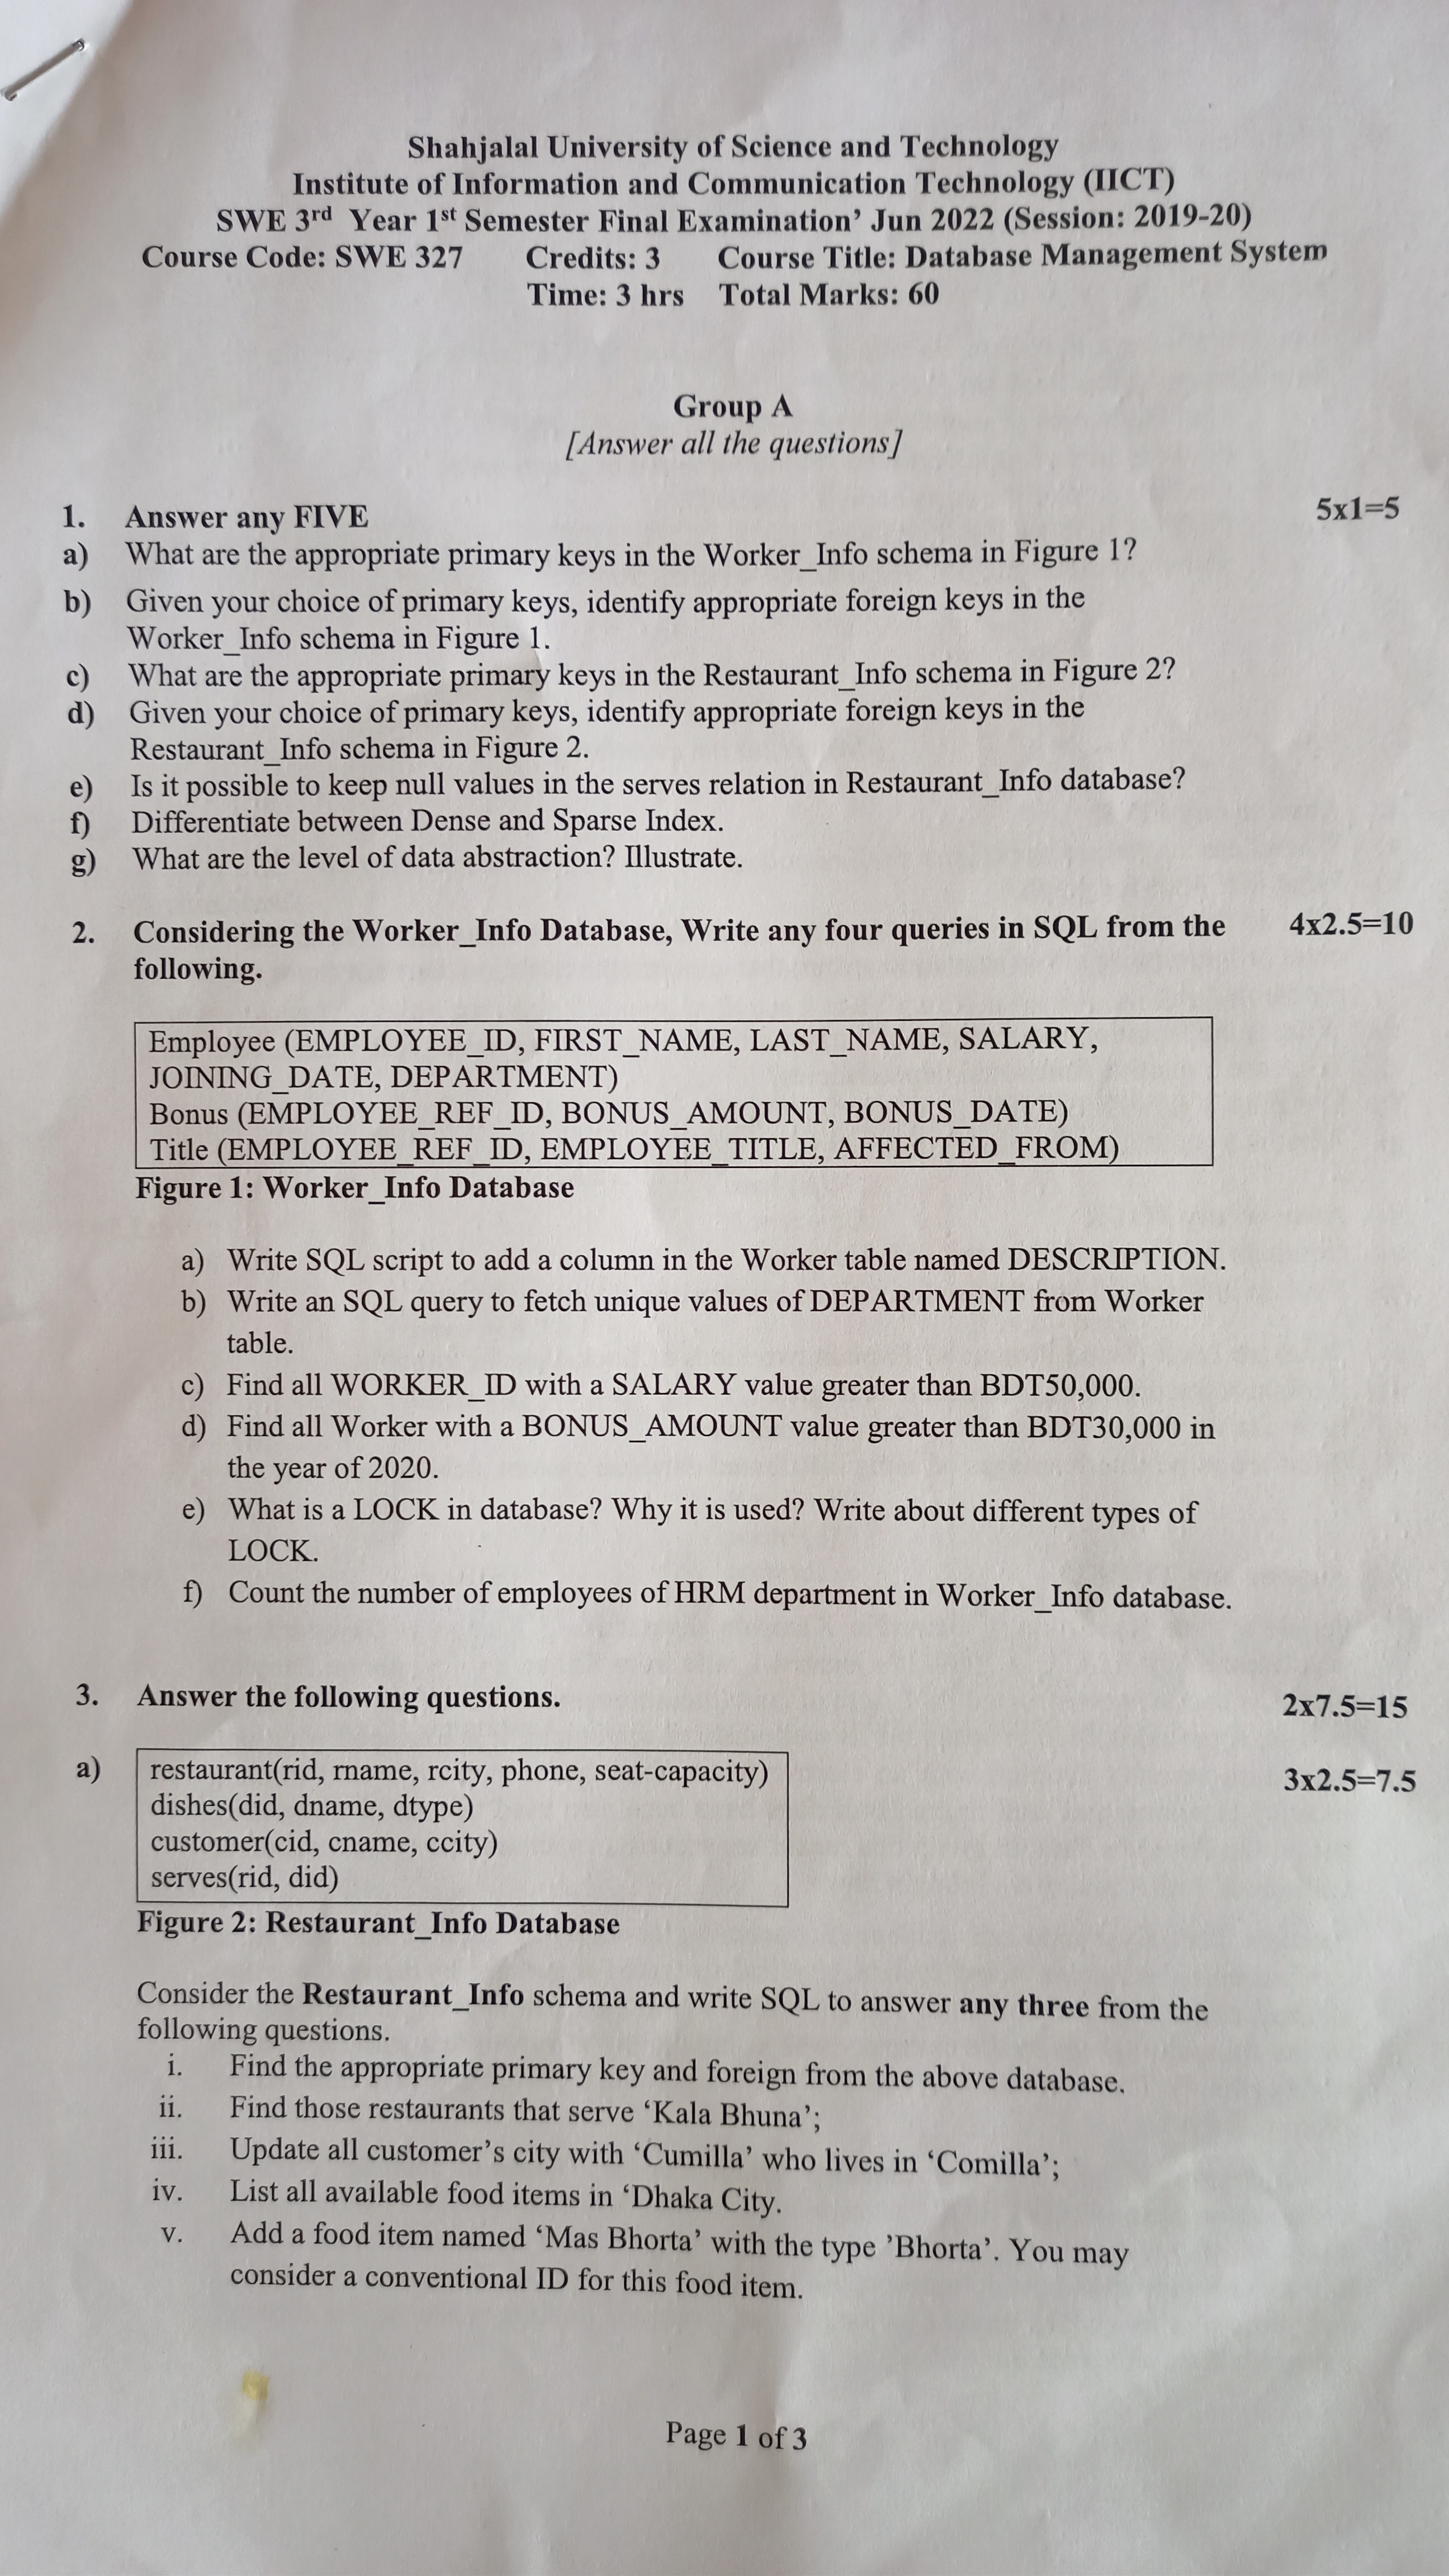 Shahjalal University of Science and Technology
Institute of Information and Communication Technology (IICT)
SWE 3rd Year 1st Semester Final Examination’ Jun 2022 (Session: 2019-20)
Course Code: SWE 327 Credits: 3 Course Title: Database Management System
Time: 3 hrs Total Marks: 60
Group A
[Answer all the questions]
1. Answer any FIVE 5x1=5
a) What are the appropriate primary keys in the Worker_Info schema in Figure 1?
b) Given your choice of primary keys, identify appropriate foreign keys in the
Worker_Info schema in Figure 1.
c) What are the appropriate primary keys in the Restaurant_Info schema in Figure 2?
d) Given your choice of primary keys, identify appropriate foreign keys in the
Restaurant_Info schema in Figure 2.
e) Is it possible to keep null values in the serves relation in Restaurant_Info database?
f) Differentiate between Dense and Sparse Index.
g) What are the level of data abstraction? Illustrate.
2. Considering the Worker_Info Database, Write any four queries in SQL from the 4x2.5=10
following.
Employee (EMPLOYEE_ID, FIRST_NAME, LAST_NAME, SALARY,
JOINING_DATE, DEPARTMENT)
Bonus (EMPLOYEE_REF_ID, BONUS_AMOUNT, BONUS_DATE)
Title (EMPLOYEE_REF_ID, EMPLOYEE_TITLE, AFFECTED_FROM)
Figure 1: Worker_Info Database
a) Write SQL script to add a column in the Worker table named DESCRIPTION.
b) Write an SQL query to fetch unique values of DEPARTMENT from Worker
table.
c) Find all WORKER_ID with a SALARY value greater than BDT50,000.
d) Find all Worker with a BONUS_AMOUNT value greater than BDT30,000 in
the year of 2020.
e) What is a LOCK in database? Why it is used? Write about different types of
LOCK.
f) Count the number of employees of HRM department in Worker_Info database.
3. Answer the following questions. 2x7.5=15
a) restaurant(rid, rname, rcity, phone, seat-capacity) 3x2.5=7.5
dishes(did, dname, dtype)
customer(cid, cname, ccity)
serves(rid, did)
Figure 2: Restaurant_Info Database
Consider the Restaurant_Info schema and write SQL to answer any three from the
following questions.
i. Find the appropriate primary key and foreign from the above database.
ii. Find those restaurants that serve ‘Kala Bhuna’;
iii. Update all customer’s city with ‘Cumilla’ who lives in ‘Comilla’;
iv. List all available food items in ‘Dhaka City.
v. Add a food item named ‘Mas Bhorta’ with the type ’Bhorta’. You may
consider a conventional ID for this food item.
Page 1 of 3